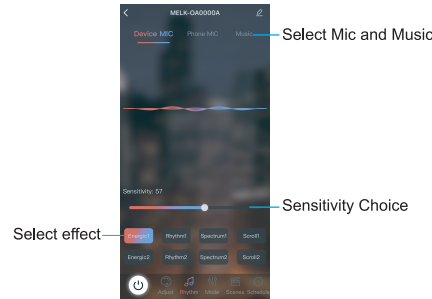 MELK-OA0000A
Device MIC Phone MIC Music
Select Mic and Music
Sensitivity: 57
Sensitivity Choice
Select effect
Energic1 Rhythm1 Spectrum1 Scroll1
Energic2 Rhythm2 Spectrum2 Scroll2
Adjust Rhythm Mode Scenes Schedule